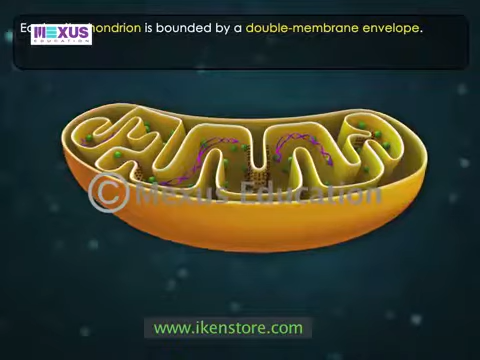 Each mitochondrion is bounded by a double-membrane envelope.
MEXUS
Education
© Mexus Education
www.ikenstore.com